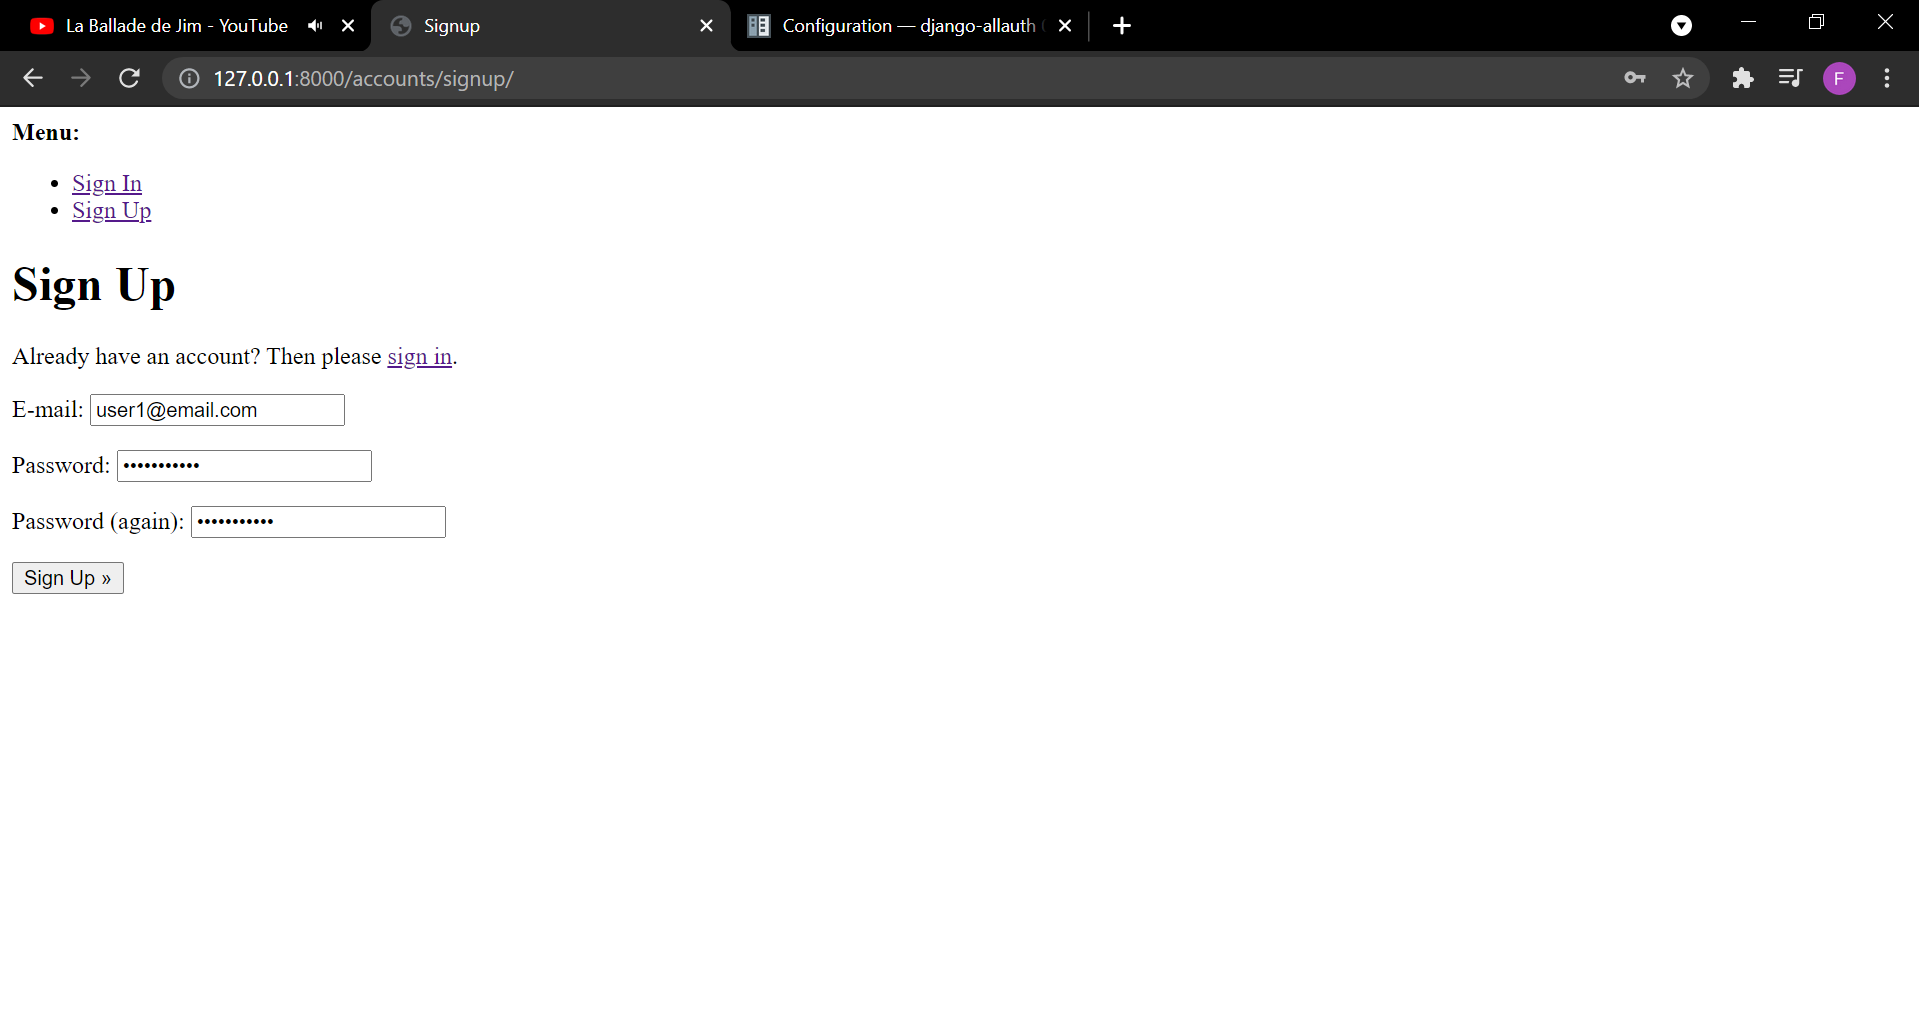 La Ballade de Jim - YouTube
Signup
Configuration — django-allauth
127.0.0.1:8000/accounts/signup/
F
Menu:
Sign In
Sign Up
Sign Up
Already have an account? Then please sign in.
E-mail: user1@email.com
Password: •••••••••••
Password (again): •••••••••••
Sign Up »